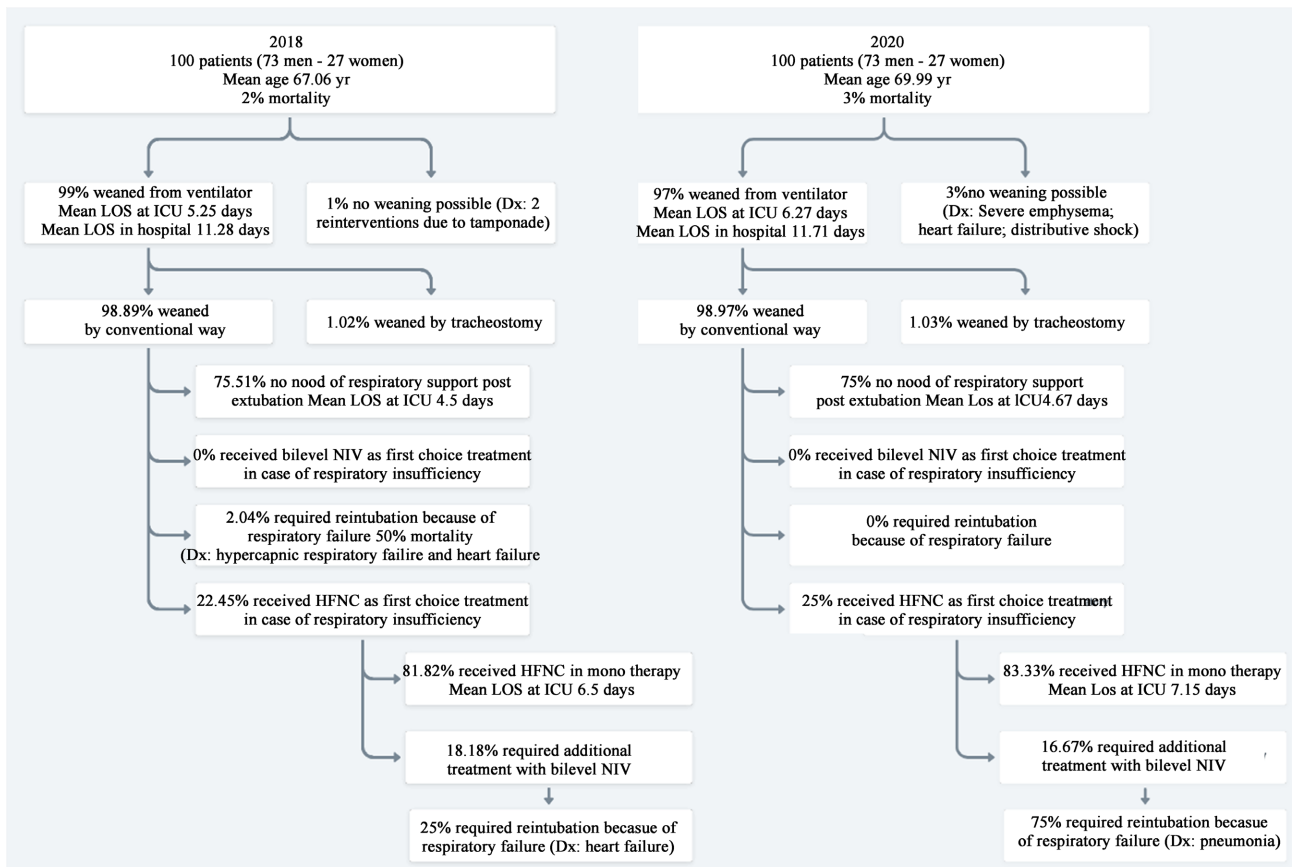 2018
100 patients (73 men - 27 women)
Mean age 67.06 yr
2% mortality
99% weaned from ventilator
Mean LOS at ICU 5.25 days
Mean LOS in hospital 11.28 days
1% no weaning possible (Dx: 2
reinterventions due to tamponade)
98.89% weaned
by conventional way
1.02% weaned by tracheostomy
75.51% no nood of respiratory support post
extubation Mean LOS at ICU 4.5 days
0% received bilevel NIV as first choice treatment
in case of respiratory insufficiency
2.04% required reintubation because of
respiratory failure 50% mortality
(Dx: hypercapnic respiratory failire and heart failure
22.45% received HFNC as first choice treatment
in case of respiratory insufficiency
81.82% received HFNC in mono therapy
Mean LOS at ICU 6.5 days
18.18% required additional
treatment with bilevel NIV
25% required reintubation becasue of
respiratory failure (Dx: heart failure)
2020
100 patients (73 men - 27 women)
Mean age 69.99 yr
3% mortality
97% weaned from ventilator
Mean LOS at ICU 6.27 days
Mean LOS in hospital 11.71 days
3%no weaning possible
(Dx: Severe emphysema;
heart failure; distributive shock)
98.97% weaned
by conventional way
1.03% weaned by tracheostomy
75% no nood of respiratory support
post extubation Mean Los at lCU4.67 days
0% received bilevel NIV as first choice treatment
in case of respiratory insufficiency
0% required reintubation
because of respiratory failure
25% received HFNC as first choice treatment
in case of respiratory insufficiency
83.33% received HFNC in mono therapy
Mean Los at ICU 7.15 days
16.67% required additional
treatment with bilevel NIV
75% required reintubation becasue
of respiratory failure (Dx: pneumonia)